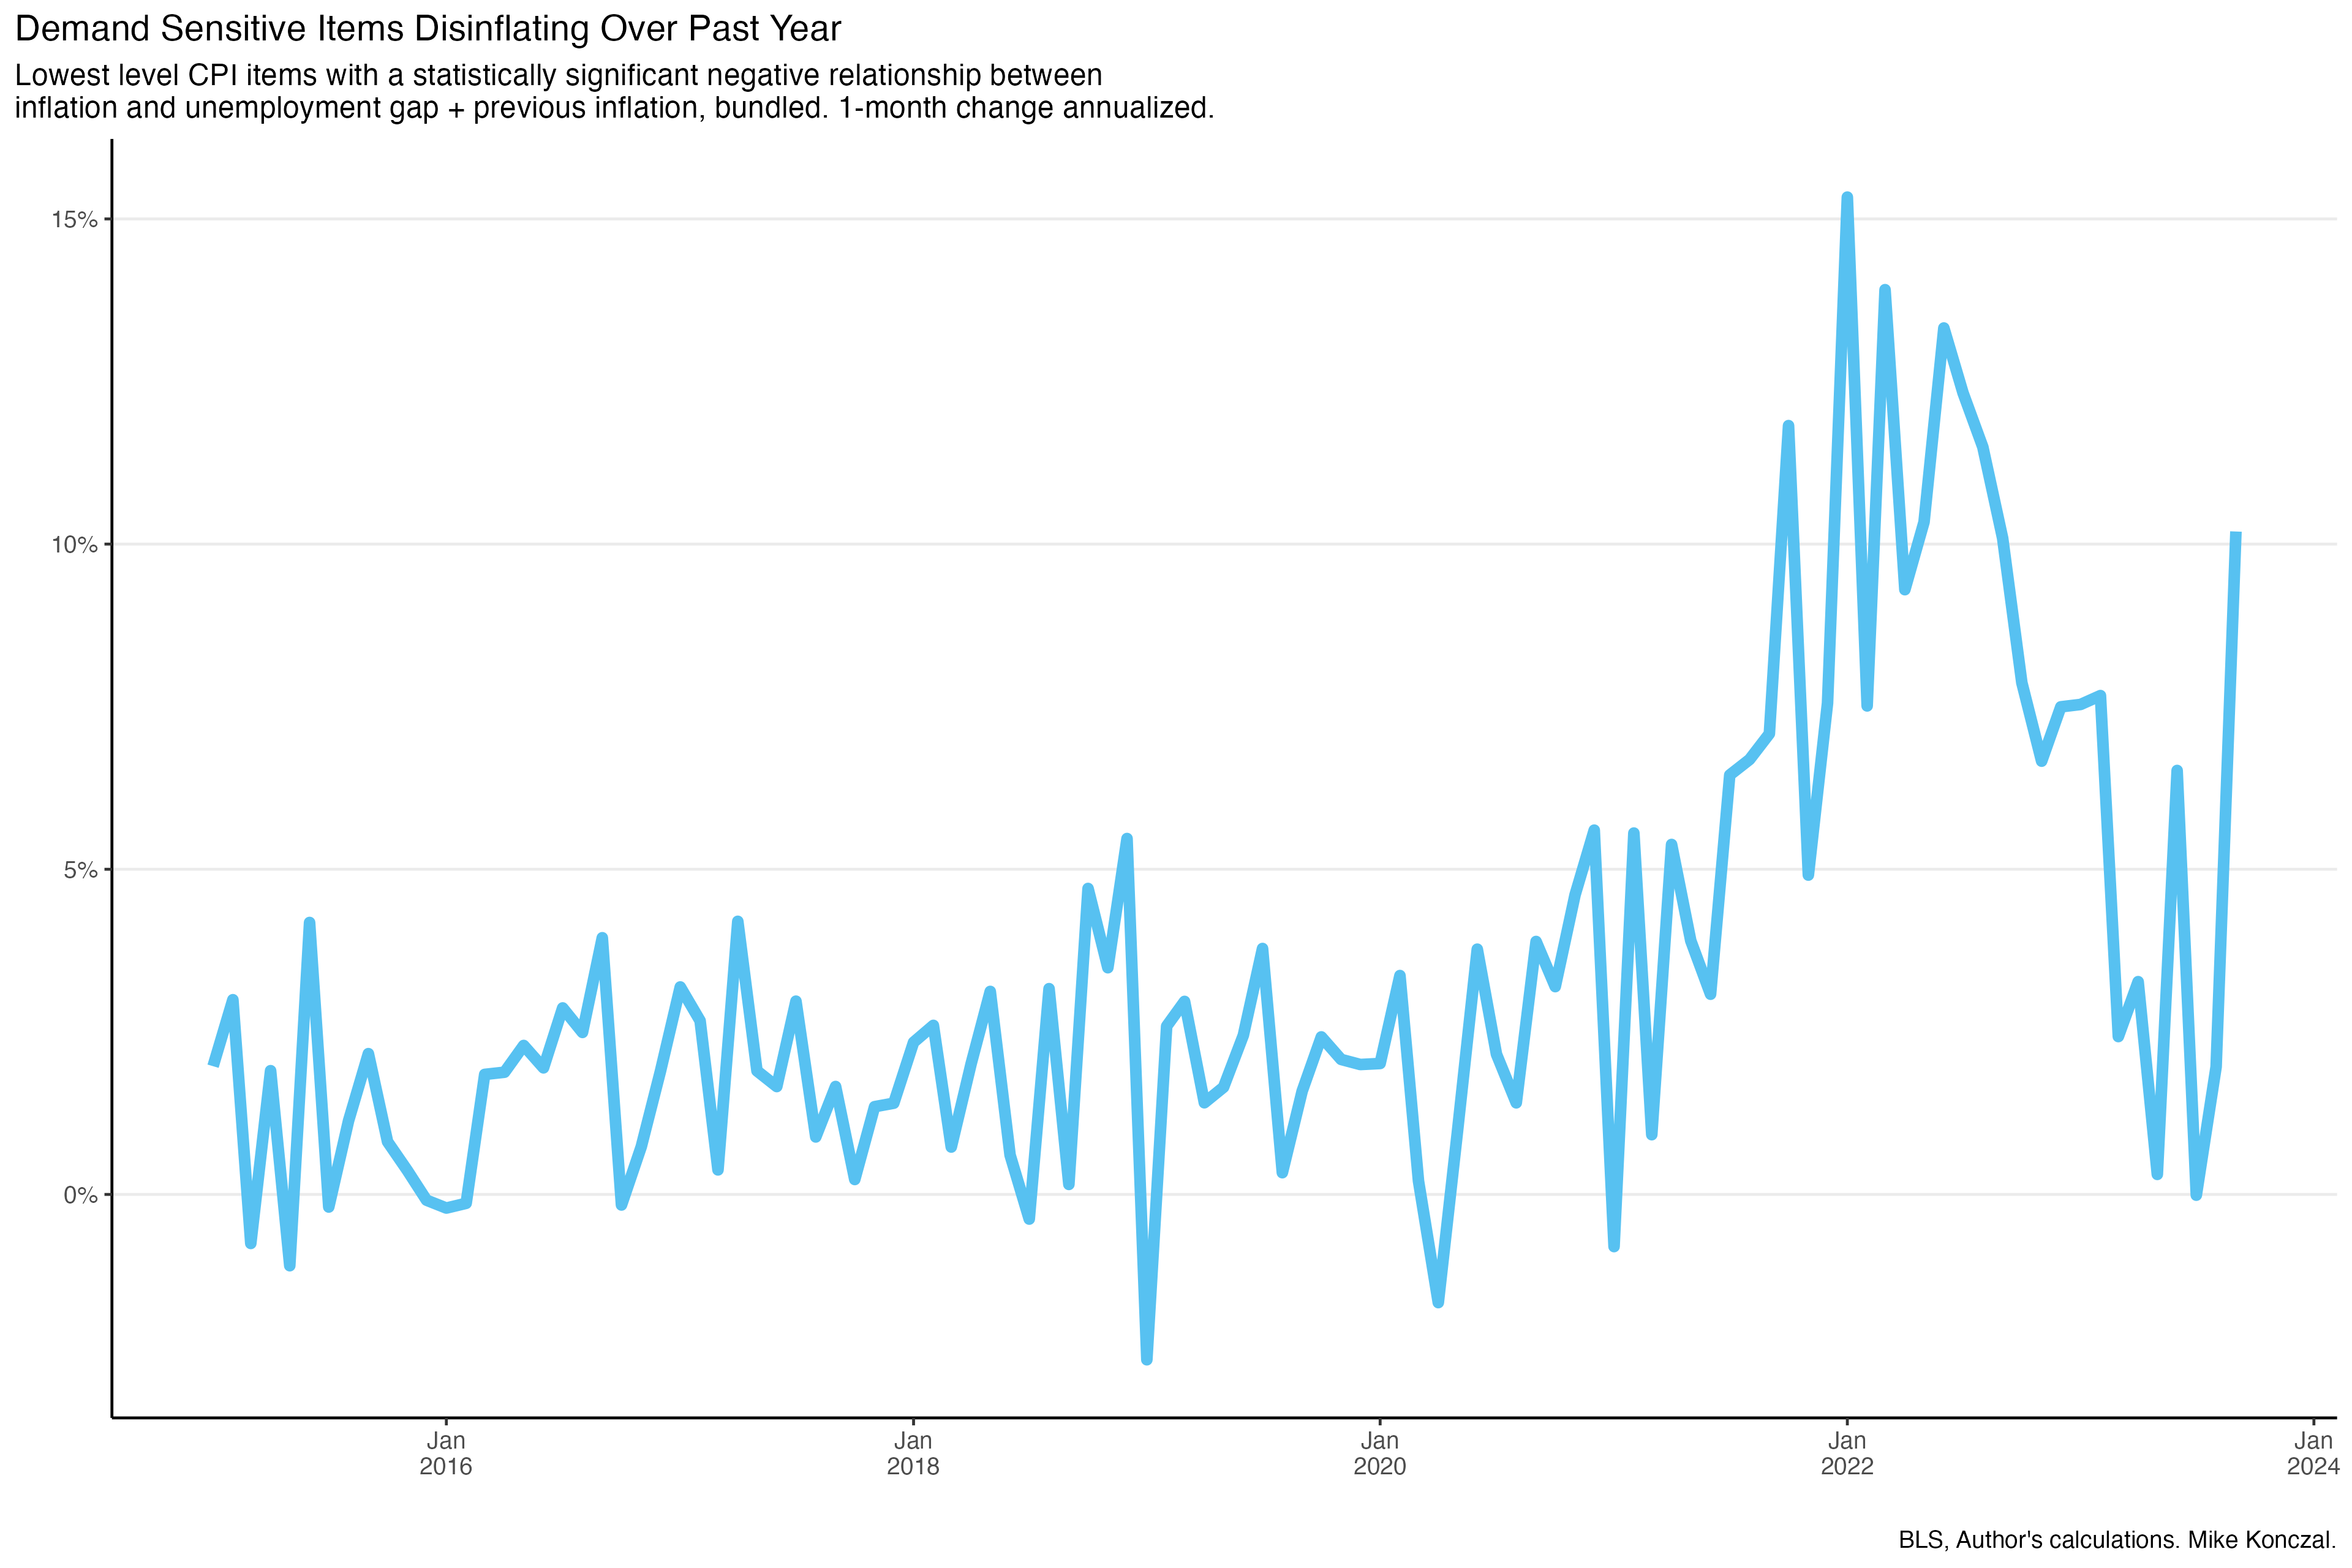 Demand Sensitive Items Disinflating Over Past Year
Lowest level CPI items with a statistically significant negative relationship between
inflation and unemployment gap + previous inflation, bundled. 1-month change annualized.
15%
10%
5%
0%
Jan
2016
Jan
2018
Jan
2020
Jan
2022
Jan
2024
BLS, Author's calculations. Mike Konczal.